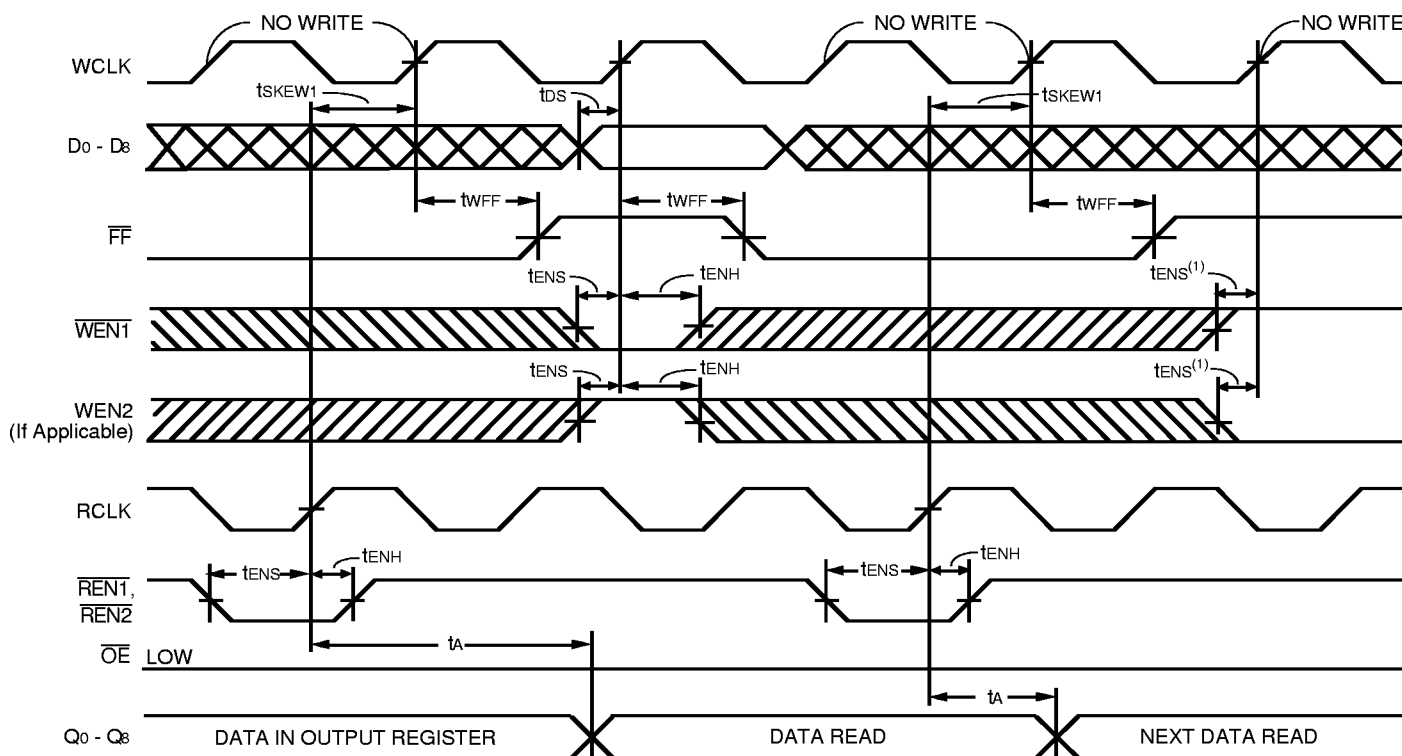 NO WRITE NO WRITE NO WRITE
WCLK
tSKEW1 tDS tSKEW1
D0 - D8
tWFF tWFF tWFF
FF
tENS tENH tENS(1)
WEN1
tENS tENH tENS(1)
WEN2
(If Applicable)
RCLK
tENS tENH tENS tENH
REN1,
REN2
tA
OE LOW
tA
Q0 - Q8 DATA IN OUTPUT REGISTER DATA READ NEXT DATA READ